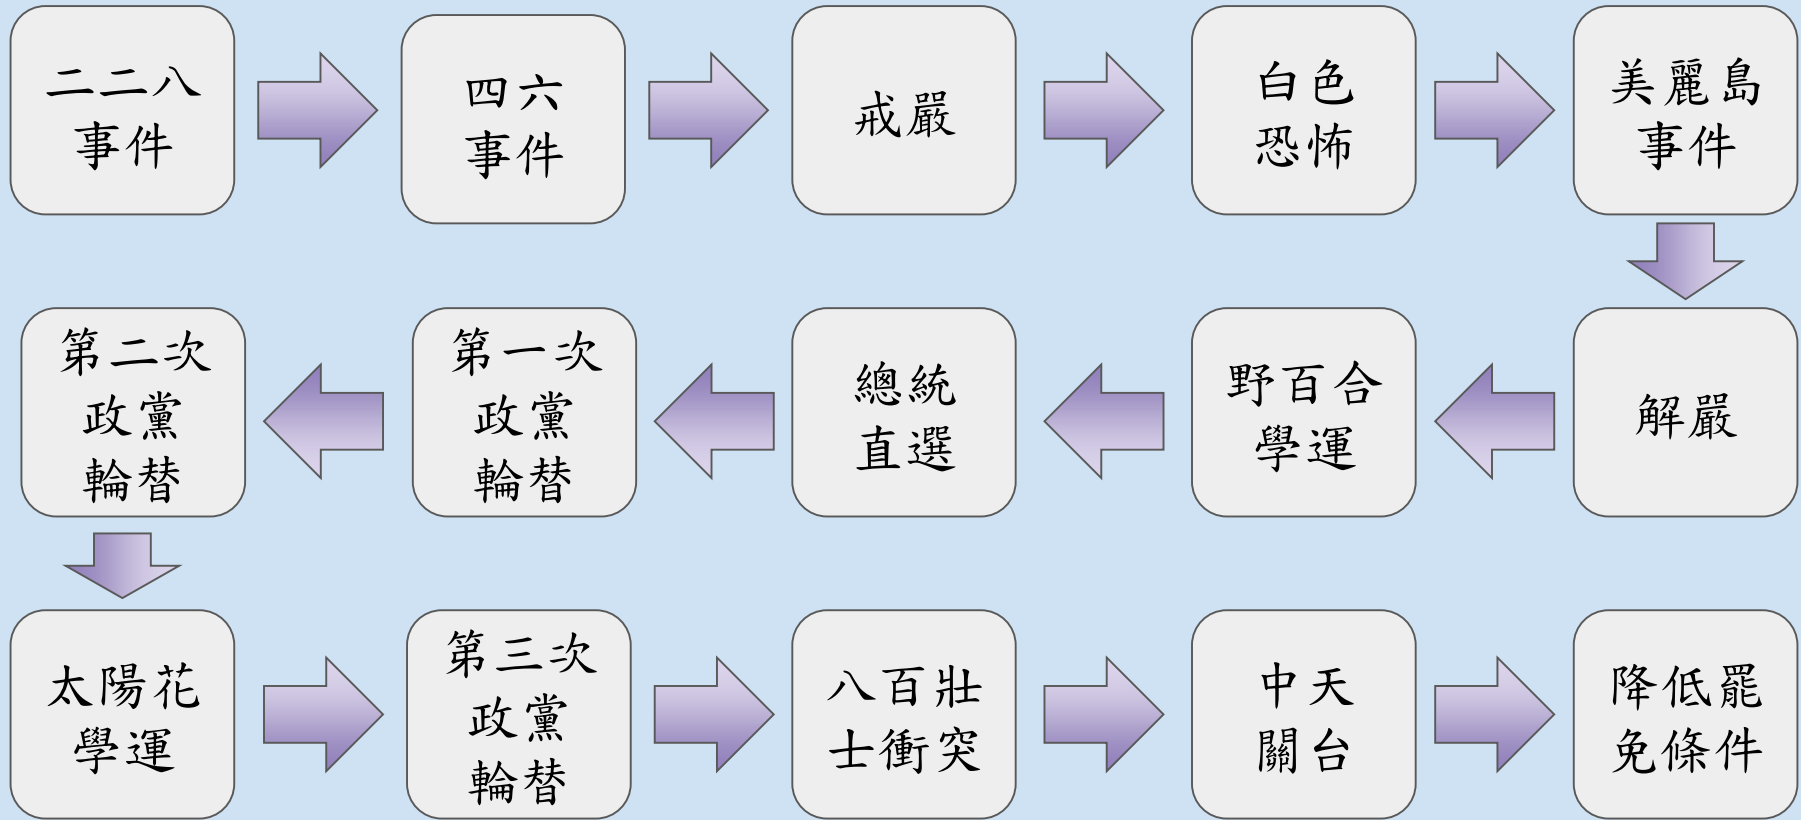 二二八
事件
四六
事件
戒嚴
白色
恐怖
美麗島
事件
解嚴
野百合
學運
總統
直選
第一次
政黨
輪替
第二次
政黨
輪替
太陽花
學運
第三次
政黨
輪替
八百壯
士衝突
中天
關台
降低罷
免條件